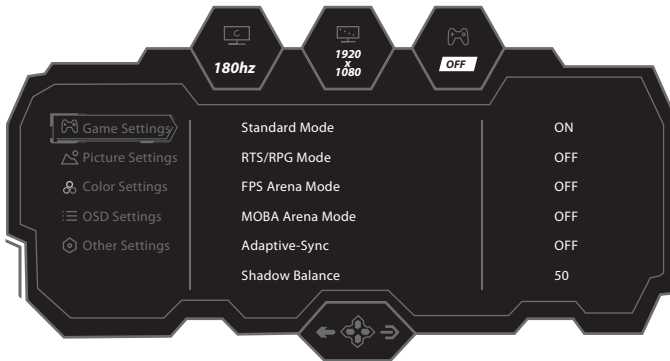 180hz
1920
x
1080
OFF
Game Settings
Picture Settings
Color Settings
OSD Settings
Other Settings
Standard Mode ON
RTS/RPG Mode OFF
FPS Arena Mode OFF
MOBA Arena Mode OFF
Adaptive-Sync OFF
Shadow Balance 50